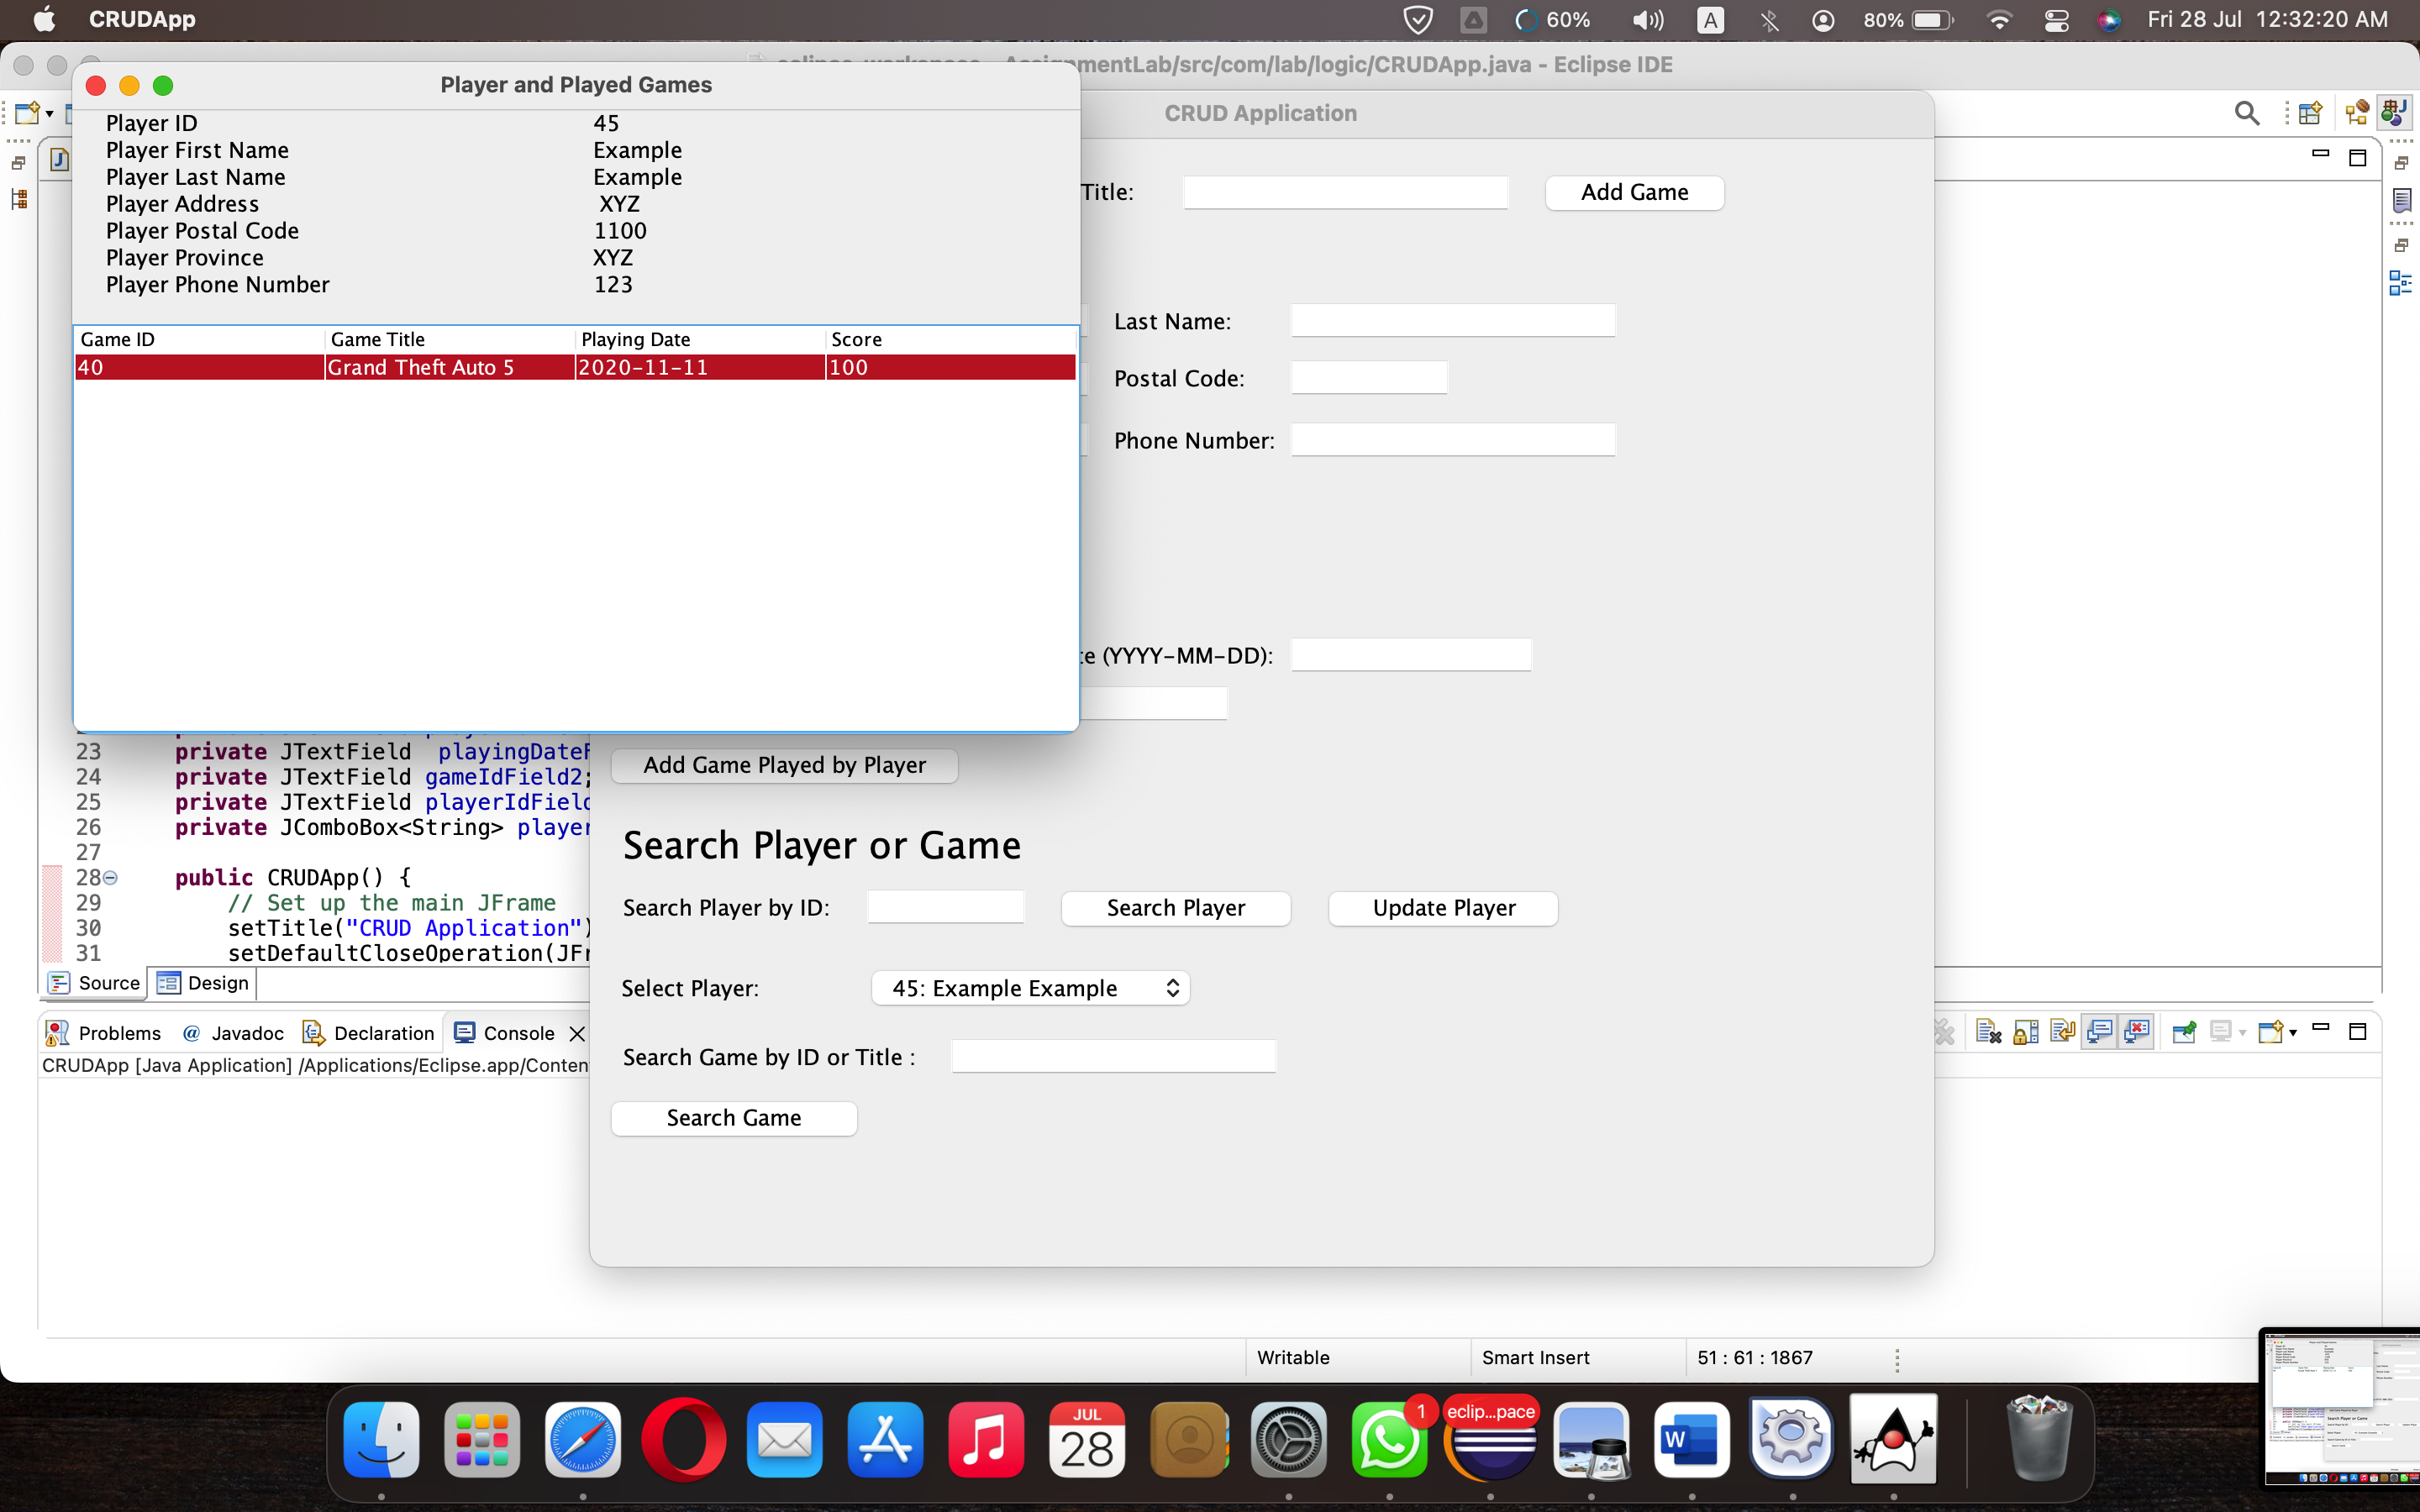 CRUDApp
60%
A
80%
Fri 28 Jul 12:32:20 AM
mentLab/src/com/lab/logic/CRUDApp.java - Eclipse IDE
Player and Played Games
CRUD Application
Player ID 45
Player First Name Example
Player Last Name Example
Player Address XYZ
Player Postal Code 1100
Player Province XYZ
Player Phone Number 123
Title:
Add Game
Last Name:
Postal Code:
Phone Number:
Game ID Game Title Playing Date Score
40 Grand Theft Auto 5 2020-11-11 100
(YYYY-MM-DD):
23 private JTextField playingDateF
24 private JTextField gameIdField2;
25 private JTextField playerIdField
26 private JComboBox<String> player
27
28 public CRUDApp() {
29 // Set up the main JFrame
30 setTitle("CRUD Application")
31 setDefaultCloseOperation(JFr
Add Game Played by Player
Search Player or Game
Search Player by ID:
Search Player
Update Player
Select Player:
45: Example Example
Search Game by ID or Title :
Search Game
Source
Design
Problems
@ Javadoc
Declaration
Console
CRUDApp [Java Application] /Applications/Eclipse.app/Conten
Writable
Smart Insert
51 : 61 : 1867
JUL
28
1
eclip...pace
W